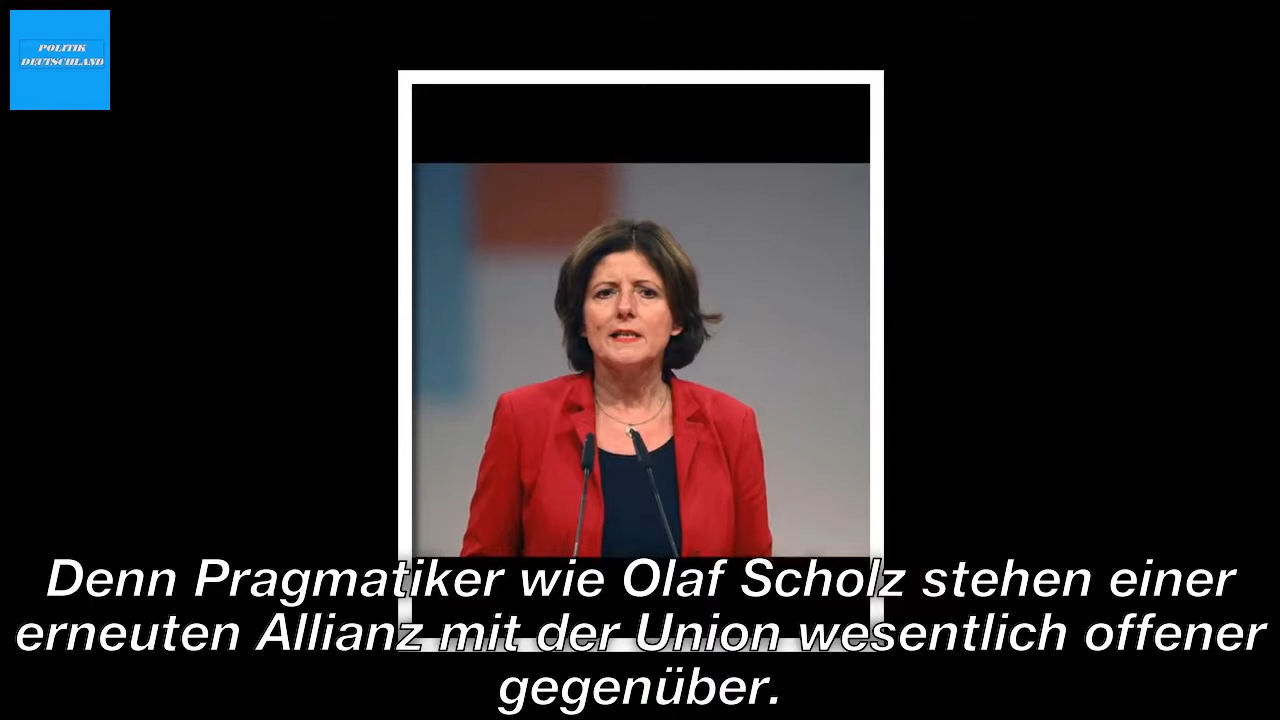 POLITIK
DEUTSCHLAND
Denn Pragmatiker wie Olaf Scholz stehen einer
erneuten Allianz mit der Union wesentlich offener
gegenüber.